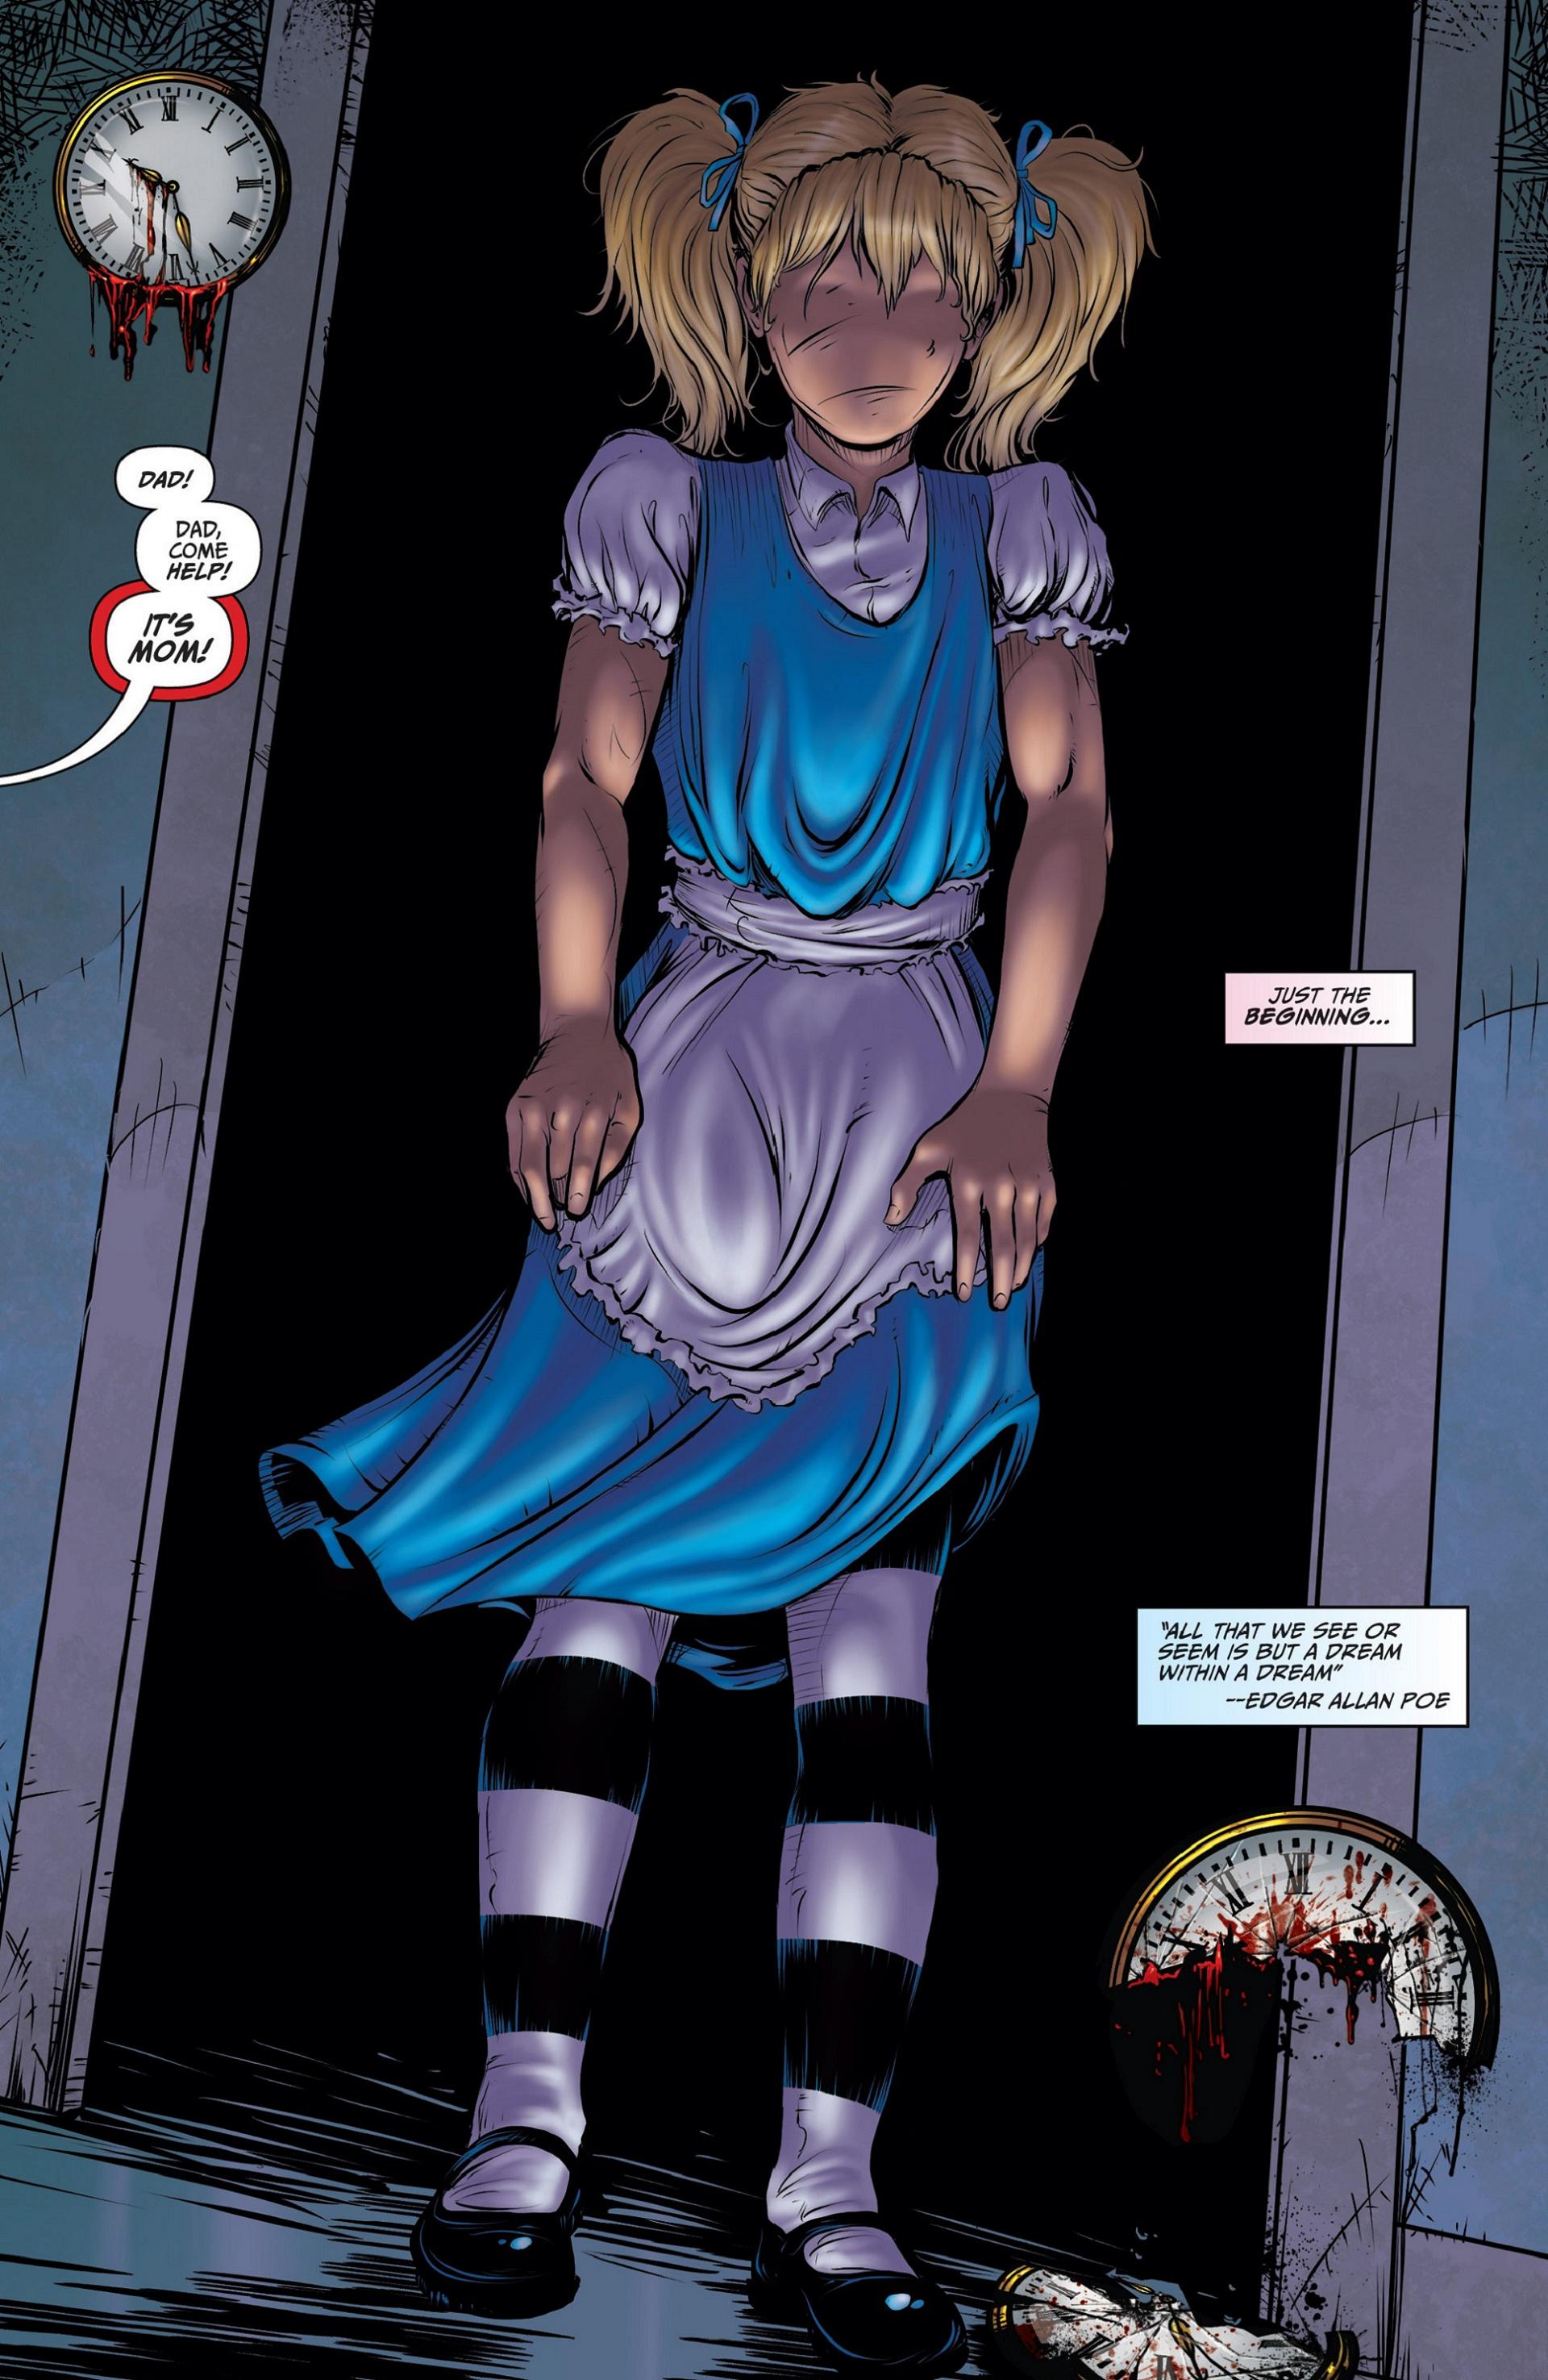 DAD!
DAD,
COME
HELP!
IT'S
MOM!
JUST THE
BEGINNING...
"ALL THAT WE SEE OR
SEEM IS BUT A DREAM
WITHIN A DREAM"
--EDGAR ALLAN POE